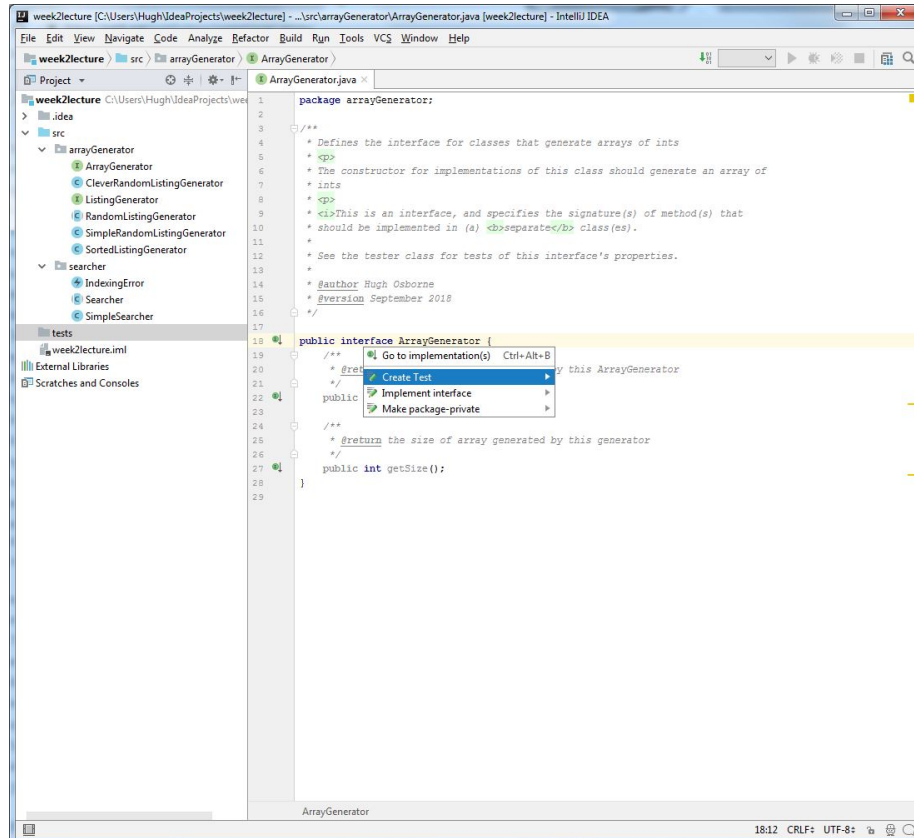 week2lecture [C:\Users\Hugh\IdeaProjects\week2lecture] - ...\src\arrayGenerator\ArrayGenerator.java [week2lecture] - IntelliJ IDEA
File Edit View Navigate Code Analyze Refactor Build Run Tools VCS Window Help
week2lecture src arrayGenerator ArrayGenerator
Project
ArrayGenerator.java
week2lecture C:\Users\Hugh\IdeaProjects\wee
.idea
src
arrayGenerator
ArrayGenerator
CleverRandomListingGenerator
ListingGenerator
RandomListingGenerator
SimpleRandomListingGenerator
SortedListingGenerator
searcher
IndexingError
Searcher
SimpleSearcher
tests
week2lecture.iml
External Libraries
Scratches and Consoles
1 package arrayGenerator;
2
3 /**
4 * Defines the interface for classes that generate arrays of ints
5 * <p>
6 * The constructor for implementations of this class should generate an array of
7 * ints
8 * <p>
9 * <i>This is an interface, and specifies the signature(s) of method(s) that
10 * should be implemented in (a) <b>separate</b> class(es).
11 *
12 * See the tester class for tests of this interface's properties.
13 *
14 * @author Hugh Osborne
15 * @version September 2018
16 */
17
18 public interface ArrayGenerator {
19 /**
20 * @ret y this ArrayGenerator
21 */
22 public
23
24 /**
25 * @return the size of array generated by this generator
26 */
27 public int getSize();
28 }
29
Go to implementation(s) Ctrl+Alt+B
Create Test
Implement interface
Make package-private
ArrayGenerator
18:12 CRLF UTF-8